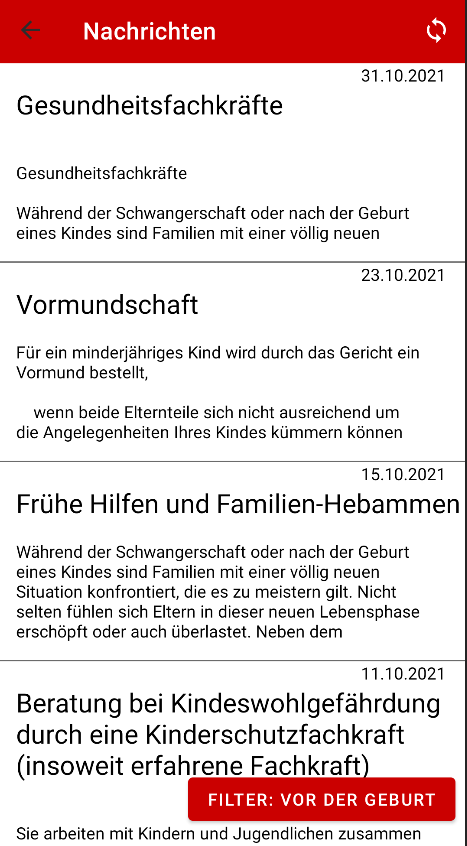 Nachrichten
31.10.2021
Gesundheitsfachkräfte
Gesundheitsfachkräfte
Während der Schwangerschaft oder nach der Geburt
eines Kindes sind Familien mit einer völlig neuen
23.10.2021
Vormundschaft
Für ein minderjähriges Kind wird durch das Gericht ein
Vormund bestellt,
wenn beide Elternteile sich nicht ausreichend um
die Angelegenheiten Ihres Kindes kümmern können
15.10.2021
Frühe Hilfen und Familien-Hebammen
Während der Schwangerschaft oder nach der Geburt
eines Kindes sind Familien mit einer völlig neuen
Situation konfrontiert, die es zu meistern gilt. Nicht
selten fühlen sich Eltern in dieser neuen Lebensphase
erschöpft oder auch überlastet. Neben dem
11.10.2021
Beratung bei Kindeswohlgefährdung
durch eine Kinderschutzfachkraft
(insoweit erfahrene Fachkraft)
FILTER: VOR DER GEBURT
Sie arbeiten mit Kindern und Jugendlichen zusammen